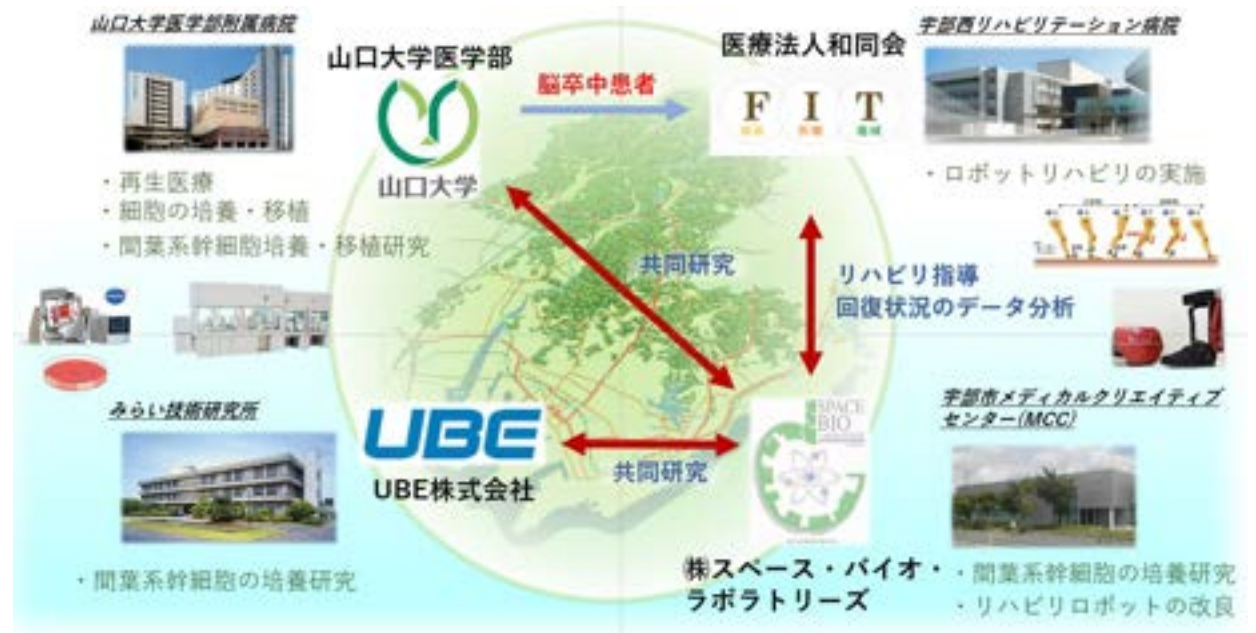 山口大学医学部附属病院
・再生医療
・細胞の培養・移植
・間葉系幹細胞培養・移植研究
山口大学医学部
山口大学
脳卒中患者
医療法人和同会
F I T
宇部西リハビリテーション病院
・ロボットリハビリの実施
共同研究
リハビリ指導
回復状況のデータ分析
みらい技術研究所
・間葉系幹細胞の培養研究
UBE
UBE株式会社
共同研究
SPACE
BIO
㈱スペース・バイオ・
ラボラトリーズ
宇部市メディカルクリエイティブ
センター(MCC)
・間葉系幹細胞の培養研究
・リハビリロボットの改良